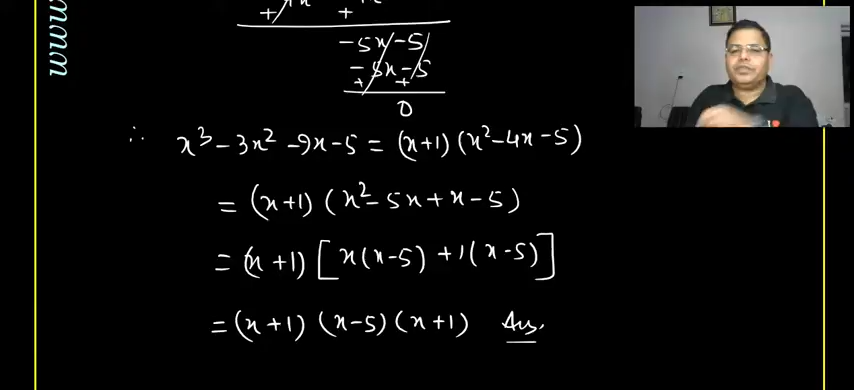 www
-5x-5
-5x-5
+ +
0
∴ x³-3x²-9x-5=(x+1)(x²-4x-5)
=(x+1)(x²-5x+x-5)
=(x+1)[x(x-5)+1(x-5)]
=(x+1)(x-5)(x+1) Ans.